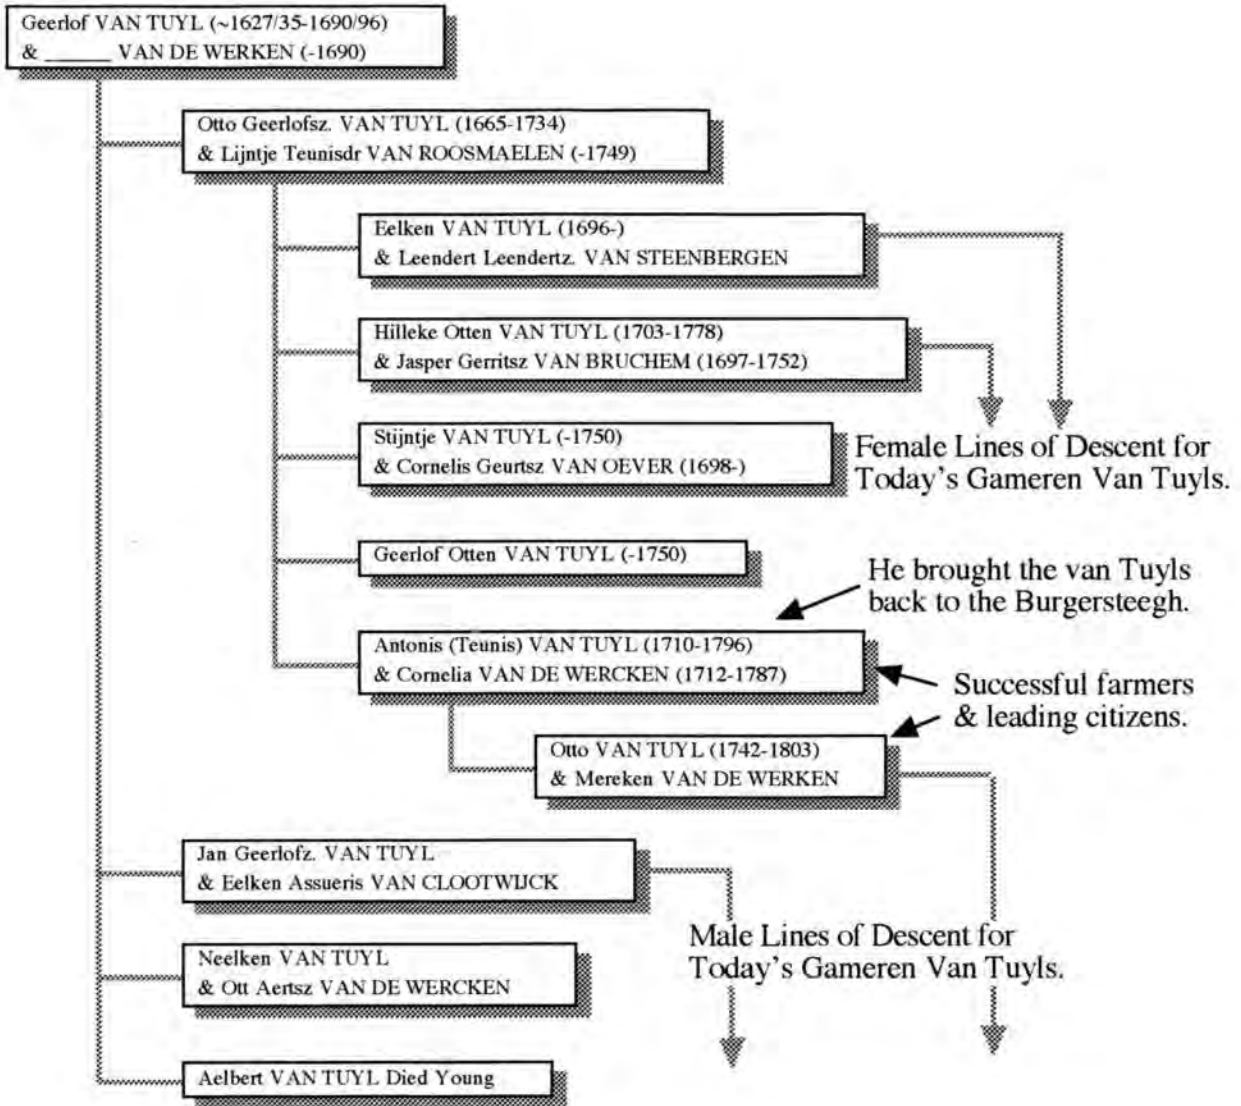 Geerlof VAN TUYL (~1627/35-1690/96)
& ______ VAN DE WERKEN (-1690)
Otto Geerlofsz. VAN TUYL (1665-1734)
& Lijntje Teunisdr VAN ROOSMAELEN (-1749)
Eelken VAN TUYL (1696-)
& Leendert Leendertz. VAN STEENBERGEN
Hilleke Otten VAN TUYL (1703-1778)
& Jasper Gerritsz VAN BRUCHEM (1697-1752)
Stijntje VAN TUYL (-1750)
& Cornelis Geurtsz VAN OEVER (1698-)
Female Lines of Descent for
Today's Gameren Van Tuyls.
Geerlof Otten VAN TUYL (-1750)
He brought the van Tuyls
back to the Burgersteegh.
Antonis (Teunis) VAN TUYL (1710-1796)
& Cornelia VAN DE WERCKEN (1712-1787)
Successful farmers
& leading citizens.
Otto VAN TUYL (1742-1803)
& Mereken VAN DE WERKEN
Jan Geerlofz. VAN TUYL
& Eelken Assueris VAN CLOOTWIJCK
Male Lines of Descent for
Today's Gameren Van Tuyls.
Neelken VAN TUYL
& Ott Aertsz VAN DE WERCKEN
Aelbert VAN TUYL Died Young